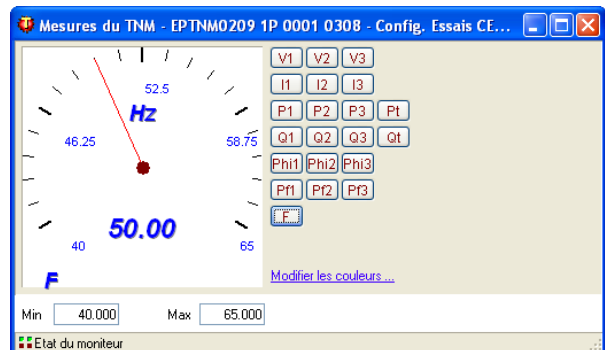 Mesures du TNM - EPTNM0209 1P 0001 0308 - Config. Essais CE...
52.5
Hz
46.25
58.75
50.00
40
65
F
V1 V2 V3
I1 I2 I3
P1 P2 P3 Pt
Q1 Q2 Q3 Qt
Phi1 Phi2 Phi3
Pf1 Pf2 Pf3
F
Modifier les couleurs ...
Min 40.000 Max 65.000
Etat du moniteur